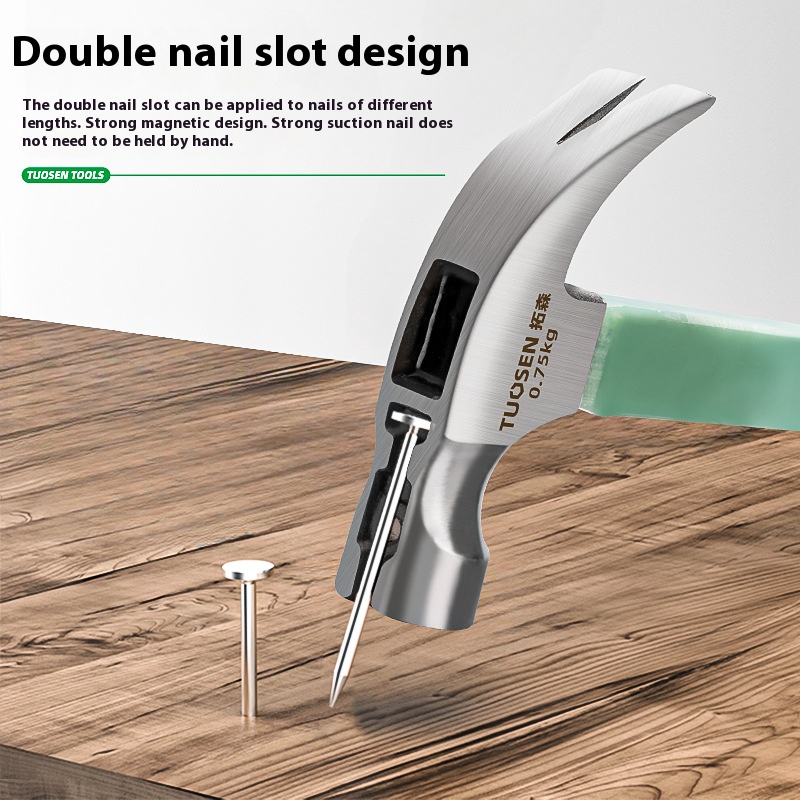 Double nail slot design
The double nail slot can be applied to nails of different
lengths. Strong magnetic design. Strong suction nail does
not need to be held by hand.
TUOSEN TOOLS
TUOSEN 拓森
0.75kg